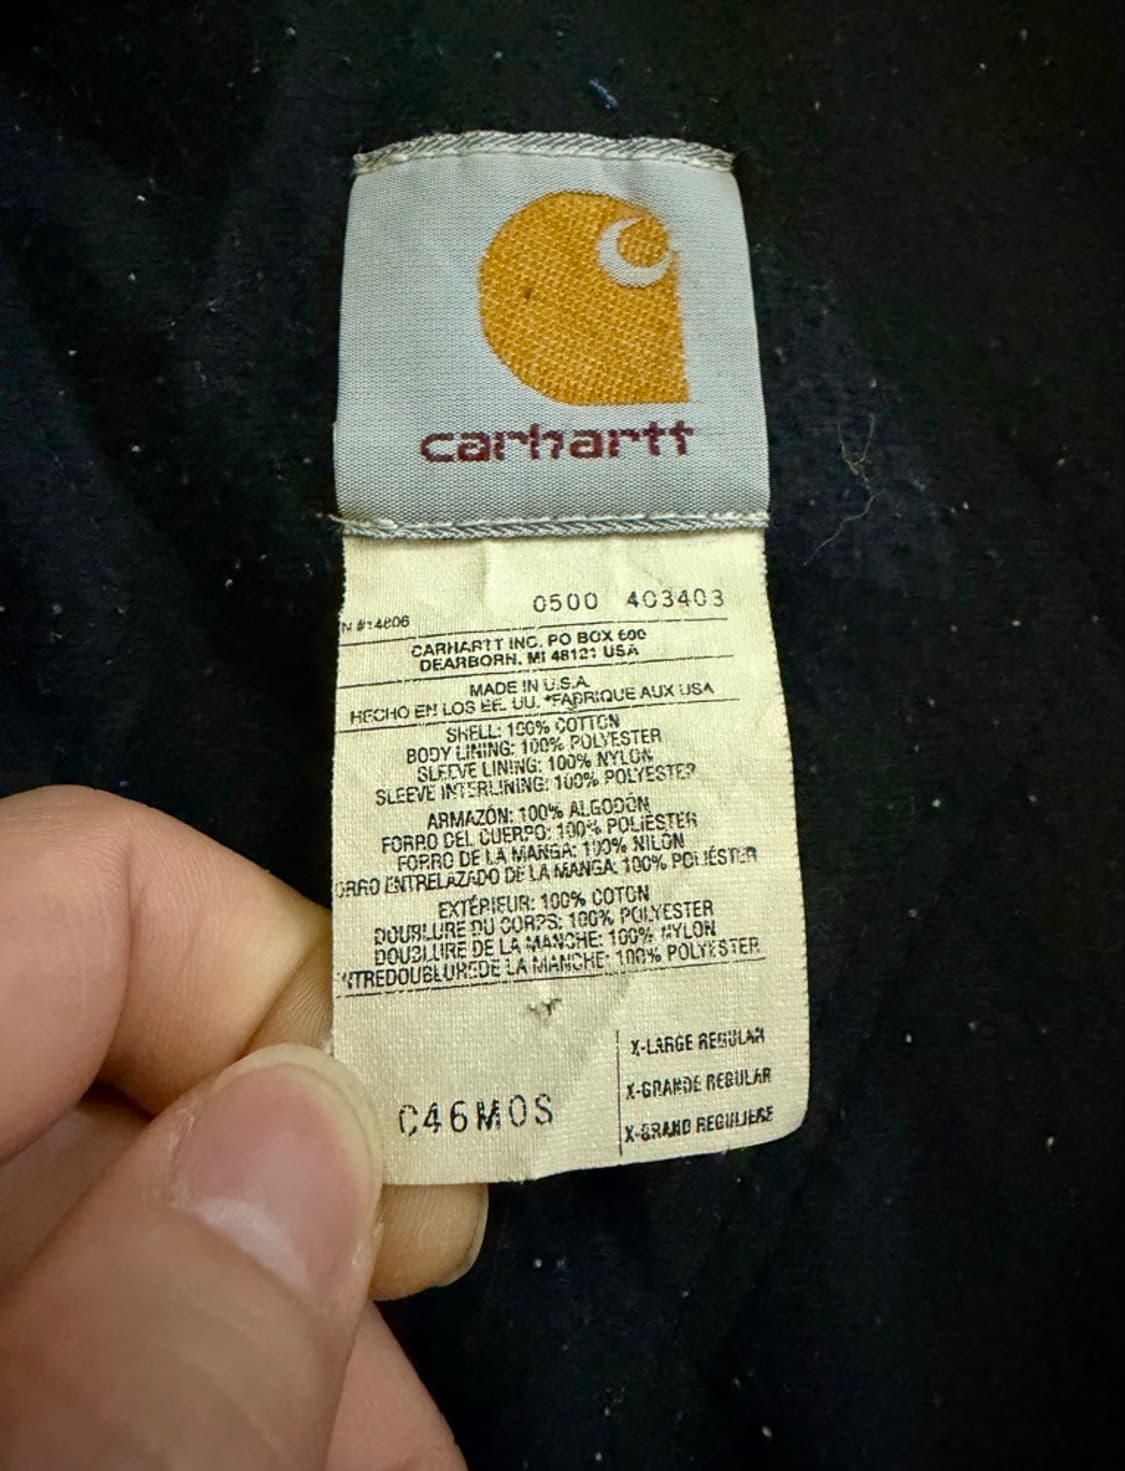 carhartt
0500 403403
N #14806
CARHARTT INC. PO BOX 600
DEARBORN, MI 48121 USA
MADE IN U.S.A.
HECHO EN LOS EE. UU. *FABRIQUE AUX USA
SHELL: 100% COTTON
BODY LINING: 100% POLYESTER
SLEEVE LINING: 100% NYLON
SLEEVE INTERLINING: 100% POLYESTER
ARMAZÓN: 100% ALGODÓN
FORRO DEL CUERPO: 100% POLIÉSTER
FORRO DE LA MANGA: 100% NILÓN
ORRO ENTRELAZADO DE LA MANGA: 100% POLIÉSTER
EXTÉRIEUR: 100% COTON
DOUBLURE DU CORPS: 100% POLYESTER
DOUBLURE DE LA MANCHE: 100% NYLON
NTREDOUBLURE DE LA MANCHE: 100% POLYESTER
X-LARGE REGULAR
X-GRANDE REGULAR
C46MOS
X-GRAND REGULIERE